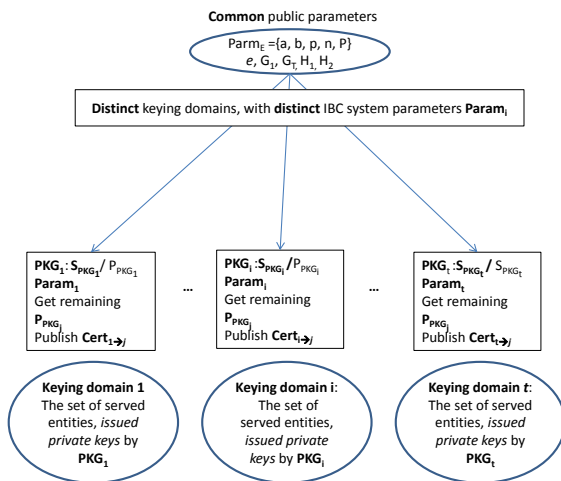 Common public parameters
Parm_E ={a, b, p, n, P}
e, G_1, G_T, H_1, H_2
Distinct keying domains, with distinct IBC system parameters Param_i
PKG_1: S_PKG_1/ P_PKG_1
Param_1
Get remaining
P_PKG_j
Publish Cert_1→j
...
PKG_i :S_PKG_i /P_PKG_i
Param_i
Get remaining
P_PKG_j
Publish Cert_i→j
...
PKG_t :S_PKG_t / S_PKG_t
Param_t
Get remaining
P_PKG_j
Publish Cert_t→j
Keying domain 1
The set of served
entities, issued
private keys by
PKG_1
Keying domain i:
The set of
served entities,
issued private
keys by PKG_i
Keying domain t:
The set of served
entities, issued
private keys by
PKG_t